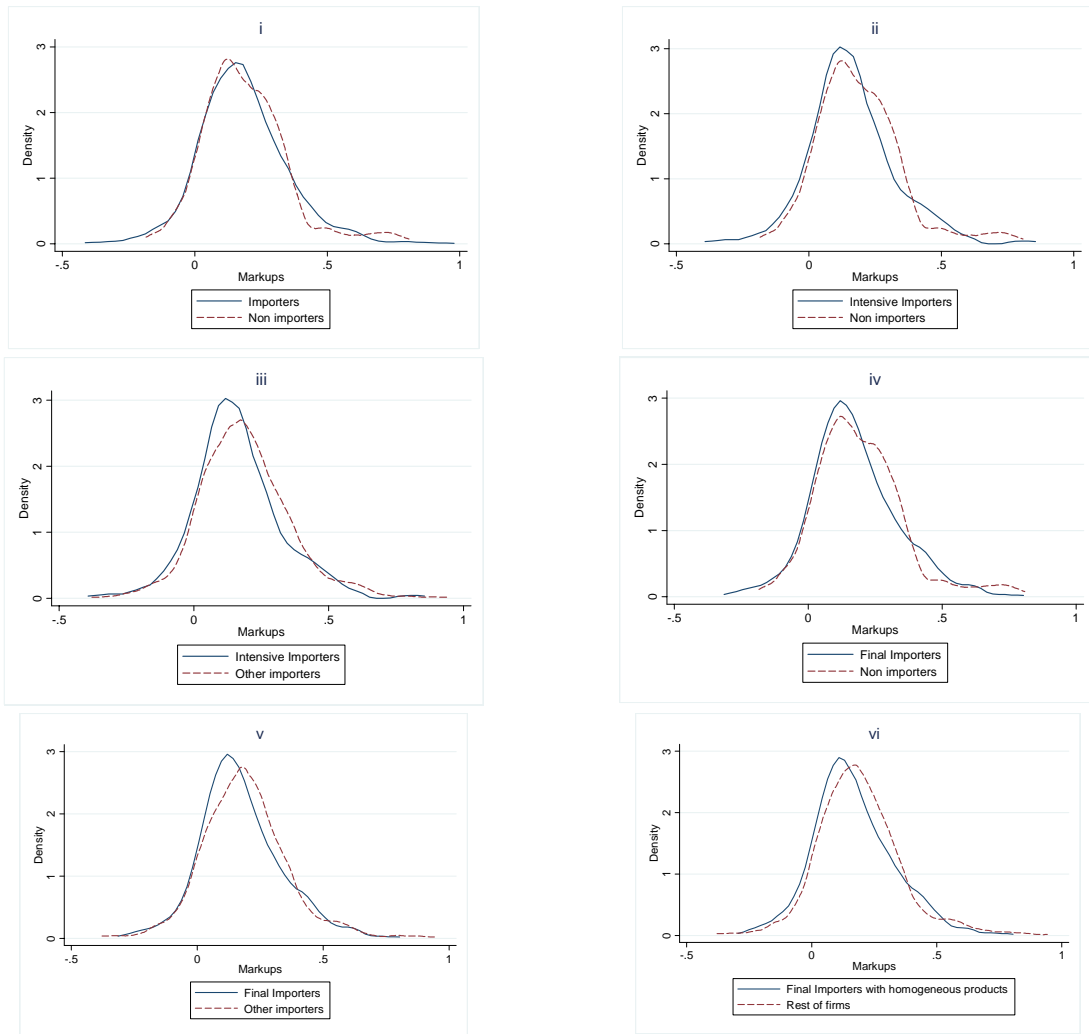 i
3
2
1
0
Density
-.5
0
.5
1
Markups
Importers
Non importers
ii
3
2
1
0
Density
-.5
0
.5
1
Markups
Intensive Importers
Non importers
iii
3
2
1
0
Density
-.5
0
.5
1
Markups
Intensive Importers
Other importers
iv
3
2
1
0
Density
-.5
0
.5
1
Markups
Final Importers
Non importers
v
3
2
1
0
Density
-.5
0
.5
1
Markups
Final Importers
Other importers
vi
3
2
1
0
Density
-.5
0
.5
1
Markups
Final Importers with homogeneous products
Rest of firms